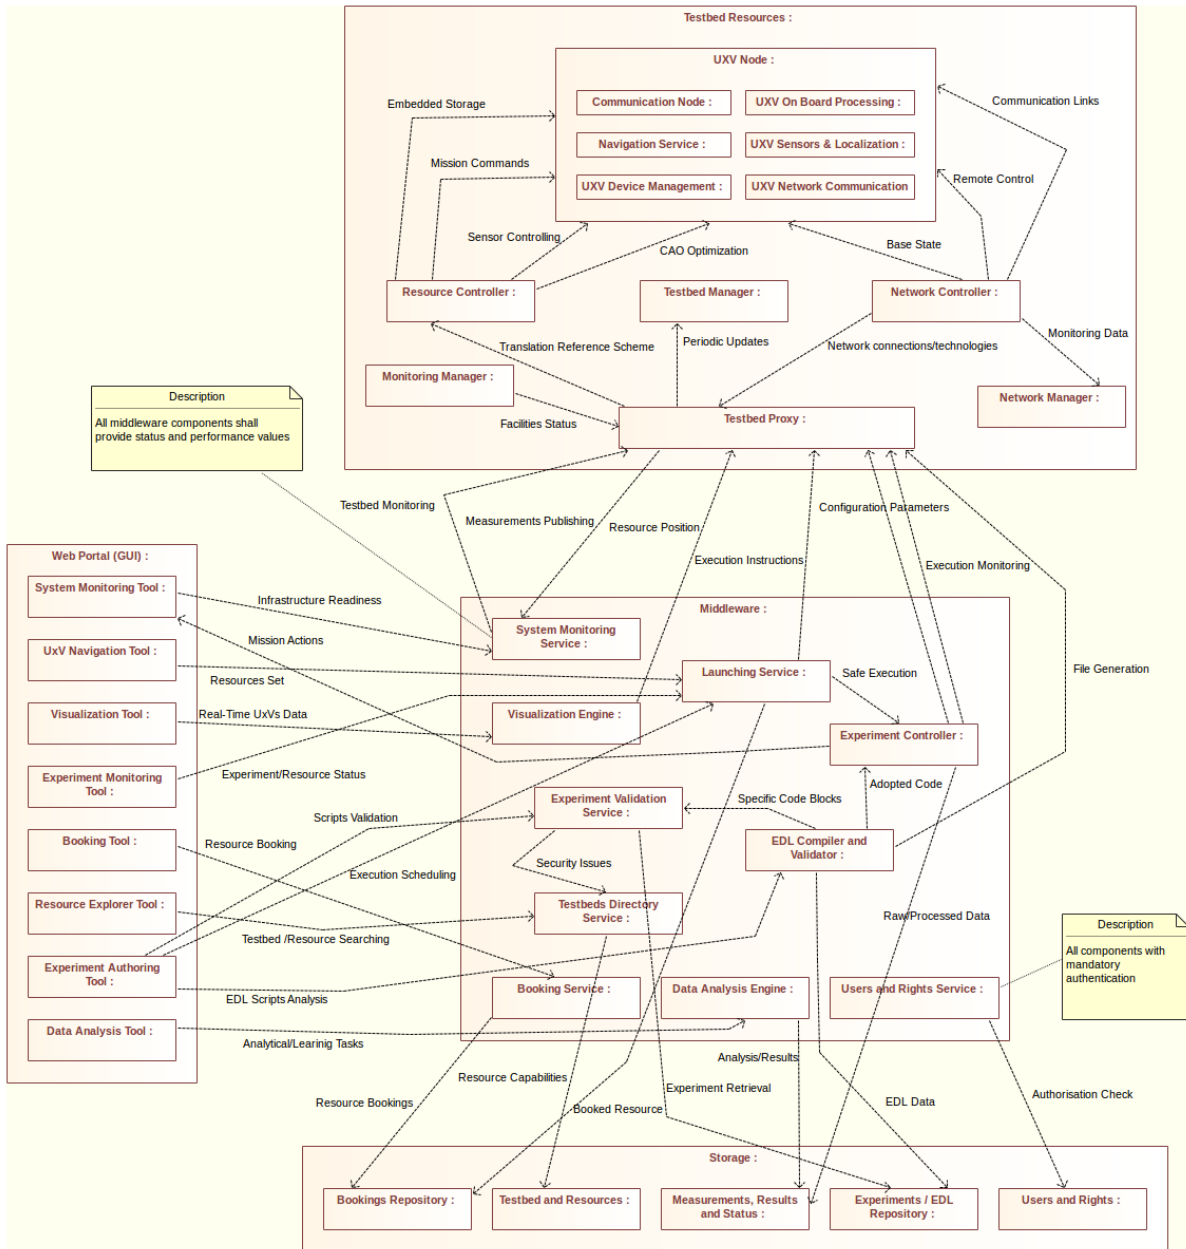 Testbed Resources :
UXV Node :
Communication Node :
UXV On Board Processing :
Navigation Service :
UXV Sensors & Localization :
UXV Device Management :
UXV Network Communication
Embedded Storage
Communication Links
Mission Commands
Remote Control
Sensor Controlling
CAO Optimization
Base State
Resource Controller :
Testbed Manager :
Network Controller :
Translation Reference Scheme
Periodic Updates
Network connections/technologies
Monitoring Data
Monitoring Manager :
Network Manager :
Facilities Status
Testbed Proxy :
Description
All middleware components shall
provide status and performance values
Testbed Monitoring
Measurements Publishing
Resource Position
Configuration Parameters
Execution Instructions
Execution Monitoring
File Generation
Web Portal (GUI) :
System Monitoring Tool :
UxV Navigation Tool :
Visualization Tool :
Experiment Monitoring
Tool :
Booking Tool :
Resource Explorer Tool :
Experiment Authoring
Tool :
Data Analysis Tool :
Infrastructure Readiness
Mission Actions
Resources Set
Real-Time UxVs Data
Experiment/Resource Status
Scripts Validation
Resource Booking
Execution Scheduling
Testbed /Resource Searching
EDL Scripts Analysis
Analytical/Learinig Tasks
Middleware :
System Monitoring
Service :
Launching Service :
Safe Execution
Visualization Engine :
Experiment Controller :
Experiment Validation
Service :
Specific Code Blocks
Adopted Code
EDL Compiler and
Validator :
Security Issues
Testbeds Directory
Service :
Raw/Processed Data
Booking Service :
Data Analysis Engine :
Users and Rights Service :
Description
All components with
mandatory
authentication
Analysis/Results
Resource Capabilities
Experiment Retrieval
Resource Bookings
Booked Resource
EDL Data
Authorisation Check
Storage :
Bookings Repository :
Testbed and Resources :
Measurements, Results
and Status :
Experiments / EDL
Repository :
Users and Rights :